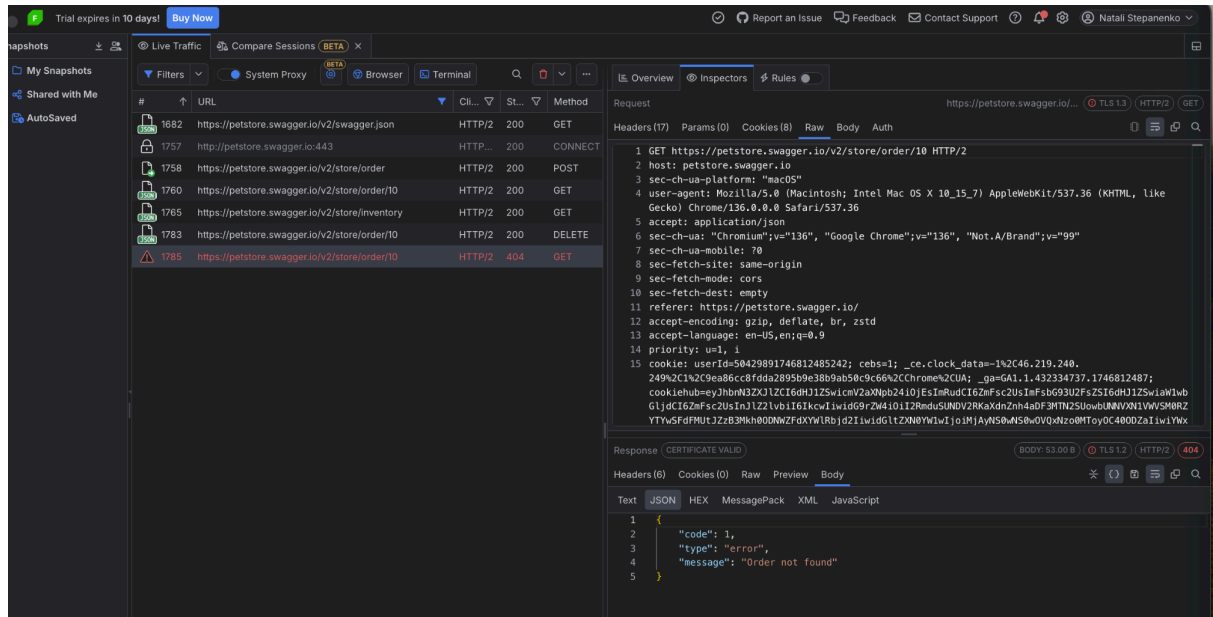 Trial expires in 10 days! Buy Now
Report an Issue Feedback Contact Support Natali Stepanenko
napshots
My Snapshots
Shared with Me
AutoSaved
Live Traffic Compare Sessions BETA ×
Filters System Proxy BETA Browser Terminal ...
# URL Cli... St... Method
JSON 1682 https://petstore.swagger.io/v2/swagger.json HTTP/2 200 GET
1757 http://petstore.swagger.io:443 HTTP... 200 CONNECT
1758 https://petstore.swagger.io/v2/store/order HTTP/2 200 POST
JSON 1760 https://petstore.swagger.io/v2/store/order/10 HTTP/2 200 GET
JSON 1765 https://petstore.swagger.io/v2/store/inventory HTTP/2 200 GET
JSON 1783 https://petstore.swagger.io/v2/store/order/10 HTTP/2 200 DELETE
1785 https://petstore.swagger.io/v2/store/order/10 HTTP/2 404 GET
Overview Inspectors Rules
Request https://petstore.swagger.io/... TLS 1.3 HTTP/2 GET
Headers (17) Params (0) Cookies (8) Raw Body Auth
1 GET https://petstore.swagger.io/v2/store/order/10 HTTP/2
2 host: petstore.swagger.io
3 sec-ch-ua-platform: "macOS"
4 user-agent: Mozilla/5.0 (Macintosh; Intel Mac OS X 10_15_7) AppleWebKit/537.36 (KHTML, like
Gecko) Chrome/136.0.0.0 Safari/537.36
5 accept: application/json
6 sec-ch-ua: "Chromium";v="136", "Google Chrome";v="136", "Not.A/Brand";v="99"
7 sec-ch-ua-mobile: ?0
8 sec-fetch-site: same-origin
9 sec-fetch-mode: cors
10 sec-fetch-dest: empty
11 referer: https://petstore.swagger.io/
12 accept-encoding: gzip, deflate, br, zstd
13 accept-language: en-US,en;q=0.9
14 priority: u=1, i
15 cookie: userId=50429891746812485242; cebs=1; _ce.clock_data=-1%2C46.219.240.
249%2C1%2C9ea86cc8fdda2895b9e38b9ab50c9c66%2CChrome%2CUA; _ga=GA1.1.432334737.1746812487;
Response CERTIFICATE VALID BODY: 53.00 B TLS 1.2 HTTP/2 404
Headers (6) Cookies (0) Raw Preview Body
Text JSON HEX MessagePack XML JavaScript
1 {
2 "code": 1,
3 "type": "error",
4 "message": "Order not found"
5 }